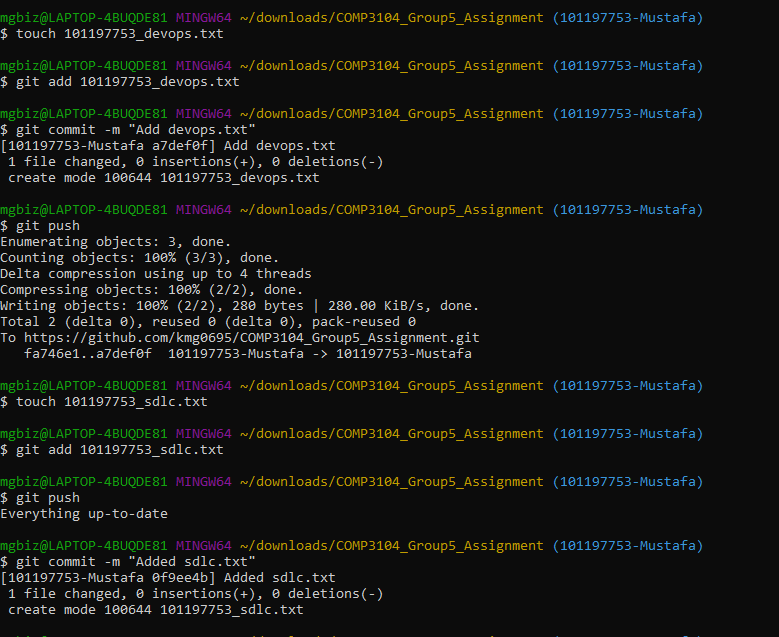 mgbiz@LAPTOP-4BUQDE81 MINGW64 ~/downloads/COMP3104_Group5_Assignment (101197753-Mustafa)
$ touch 101197753_devops.txt
mgbiz@LAPTOP-4BUQDE81 MINGW64 ~/downloads/COMP3104_Group5_Assignment (101197753-Mustafa)
$ git add 101197753_devops.txt
mgbiz@LAPTOP-4BUQDE81 MINGW64 ~/downloads/COMP3104_Group5_Assignment (101197753-Mustafa)
$ git commit -m "Add devops.txt"
[101197753-Mustafa a7def0f] Add devops.txt
 1 file changed, 0 insertions(+), 0 deletions(-)
 create mode 100644 101197753_devops.txt
mgbiz@LAPTOP-4BUQDE81 MINGW64 ~/downloads/COMP3104_Group5_Assignment (101197753-Mustafa)
$ git push
Enumerating objects: 3, done.
Counting objects: 100% (3/3), done.
Delta compression using up to 4 threads
Compressing objects: 100% (2/2), done.
Writing objects: 100% (2/2), 280 bytes | 280.00 KiB/s, done.
Total 2 (delta 0), reused 0 (delta 0), pack-reused 0
To https://github.com/kmg0695/COMP3104_Group5_Assignment.git
   fa746e1..a7def0f  101197753-Mustafa -> 101197753-Mustafa
mgbiz@LAPTOP-4BUQDE81 MINGW64 ~/downloads/COMP3104_Group5_Assignment (101197753-Mustafa)
$ touch 101197753_sdlc.txt
mgbiz@LAPTOP-4BUQDE81 MINGW64 ~/downloads/COMP3104_Group5_Assignment (101197753-Mustafa)
$ git add 101197753_sdlc.txt
mgbiz@LAPTOP-4BUQDE81 MINGW64 ~/downloads/COMP3104_Group5_Assignment (101197753-Mustafa)
$ git push
Everything up-to-date
mgbiz@LAPTOP-4BUQDE81 MINGW64 ~/downloads/COMP3104_Group5_Assignment (101197753-Mustafa)
$ git commit -m "Added sdlc.txt"
[101197753-Mustafa 0f9ee4b] Added sdlc.txt
 1 file changed, 0 insertions(+), 0 deletions(-)
 create mode 100644 101197753_sdlc.txt